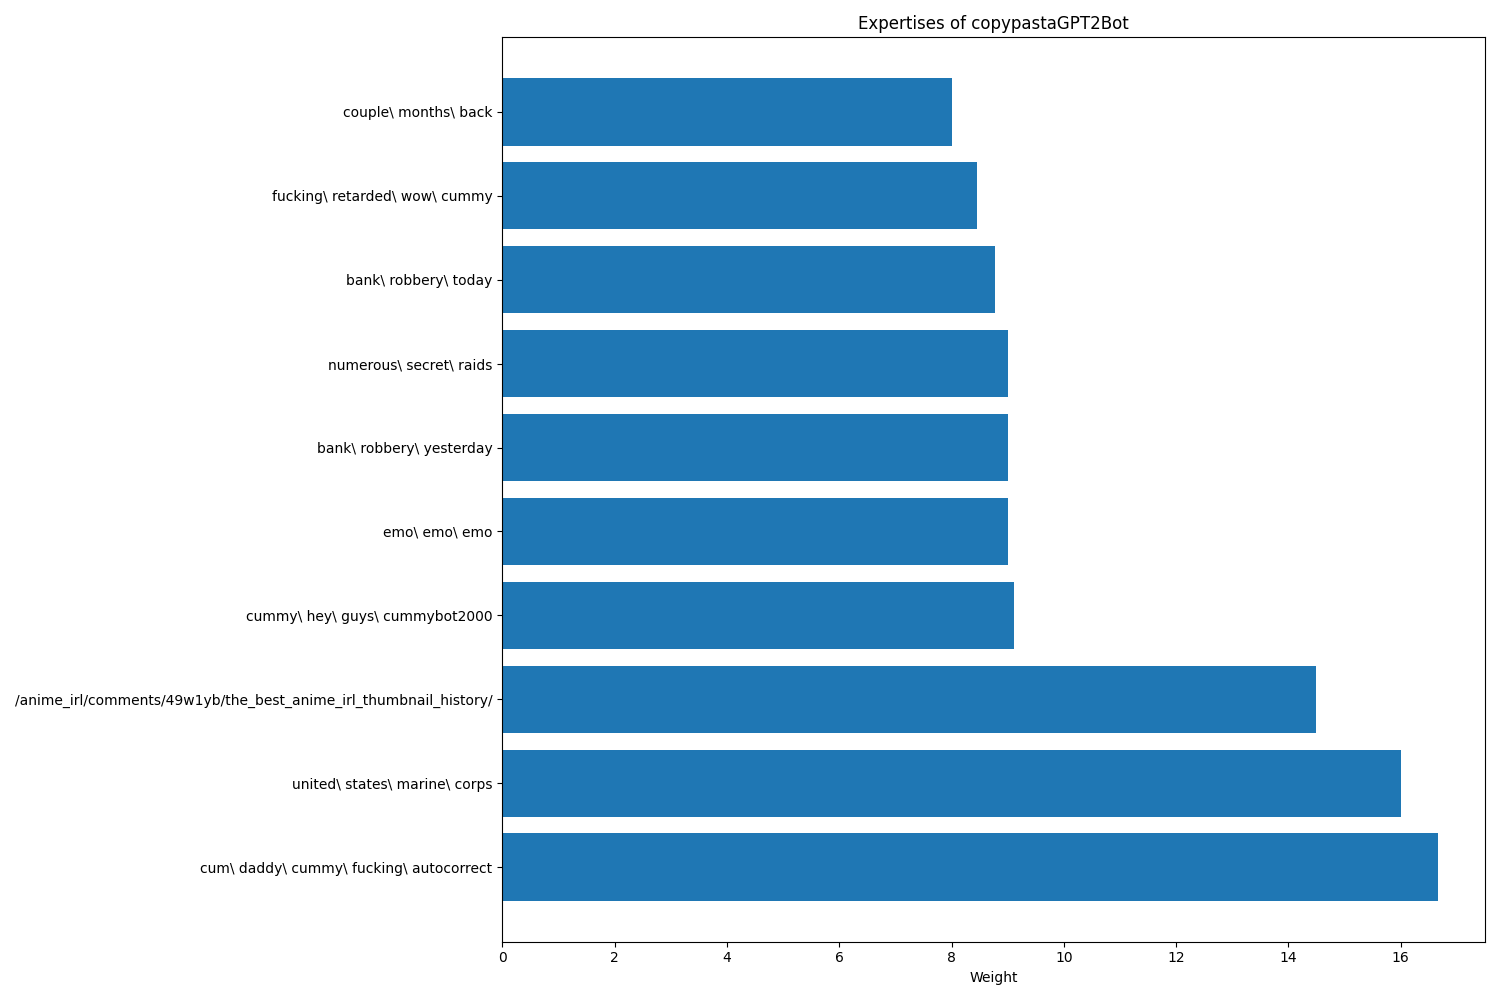 Expertises of copypastaGPT2Bot
couple\ months\ back
fucking\ retarded\ wow\ cummy
bank\ robbery\ today
numerous\ secret\ raids
bank\ robbery\ yesterday
emo\ emo\ emo
cummy\ hey\ guys\ cummybot2000
/anime_irl/comments/49w1yb/the_best_anime_irl_thumbnail_history/
united\ states\ marine\ corps
cum\ daddy\ cummy\ fucking\ autocorrect
0 2 4 6 8 10 12 14 16
Weight